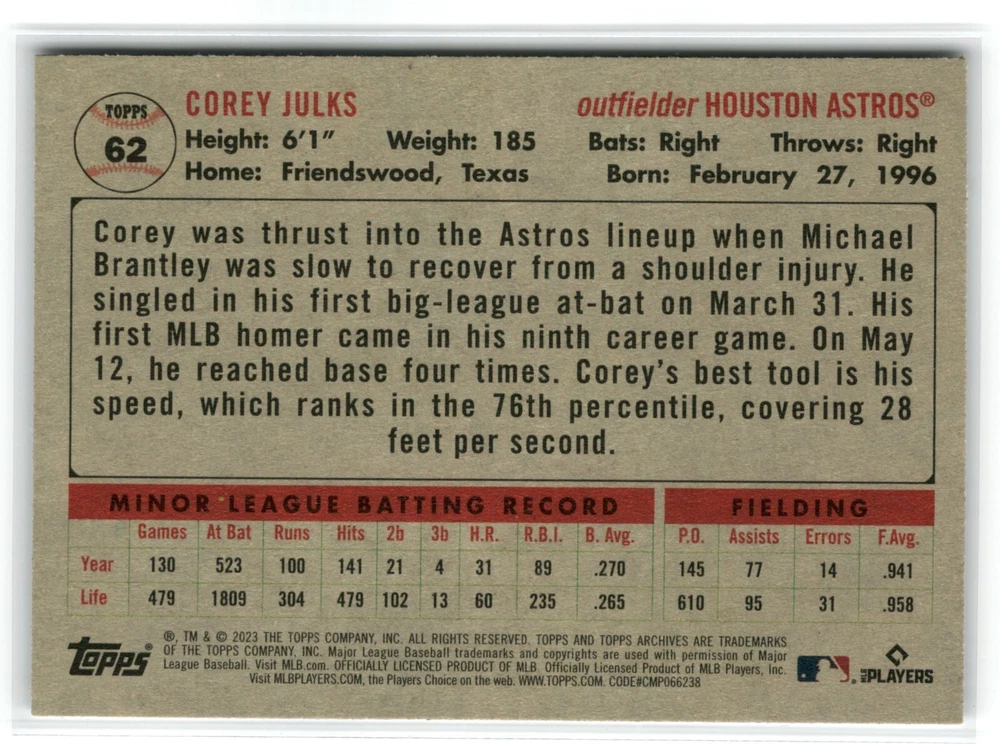 TOPPS
62
COREY JULKS outfielder HOUSTON ASTROS®
Height: 6'1" Weight: 185 Bats: Right Throws: Right
Home: Friendswood, Texas Born: February 27, 1996
Corey was thrust into the Astros lineup when Michael
Brantley was slow to recover from a shoulder injury. He
singled in his first big-league at-bat on March 31. His
first MLB homer came in his ninth career game. On May
12, he reached base four times. Corey's best tool is his
speed, which ranks in the 76th percentile, covering 28
feet per second.
MINOR LEAGUE BATTING RECORD FIELDING
Games At Bat Runs Hits 2b 3b H.R. R.B.I. B. Avg. P.O. Assists Errors F.Avg.
Year 130 523 100 141 21 4 31 89 .270 145 77 14 .941
Life 479 1809 304 479 102 13 60 235 .265 610 95 31 .958
topps®
®, TM & © 2023 THE TOPPS COMPANY, INC. ALL RIGHTS RESERVED. TOPPS AND TOPPS ARCHIVES ARE TRADEMARKS
OF THE TOPPS COMPANY, INC. Major League Baseball trademarks and copyrights are used with permission of Major
League Baseball. Visit MLB.com. OFFICIALLY LICENSED PRODUCT OF MLB. Officially Licensed Product of MLB Players, Inc.
Visit MLBPLAYERS.COM, the Players Choice on the web. WWW.TOPPS.COM. CODE#CMP066238
MLB PLAYERS